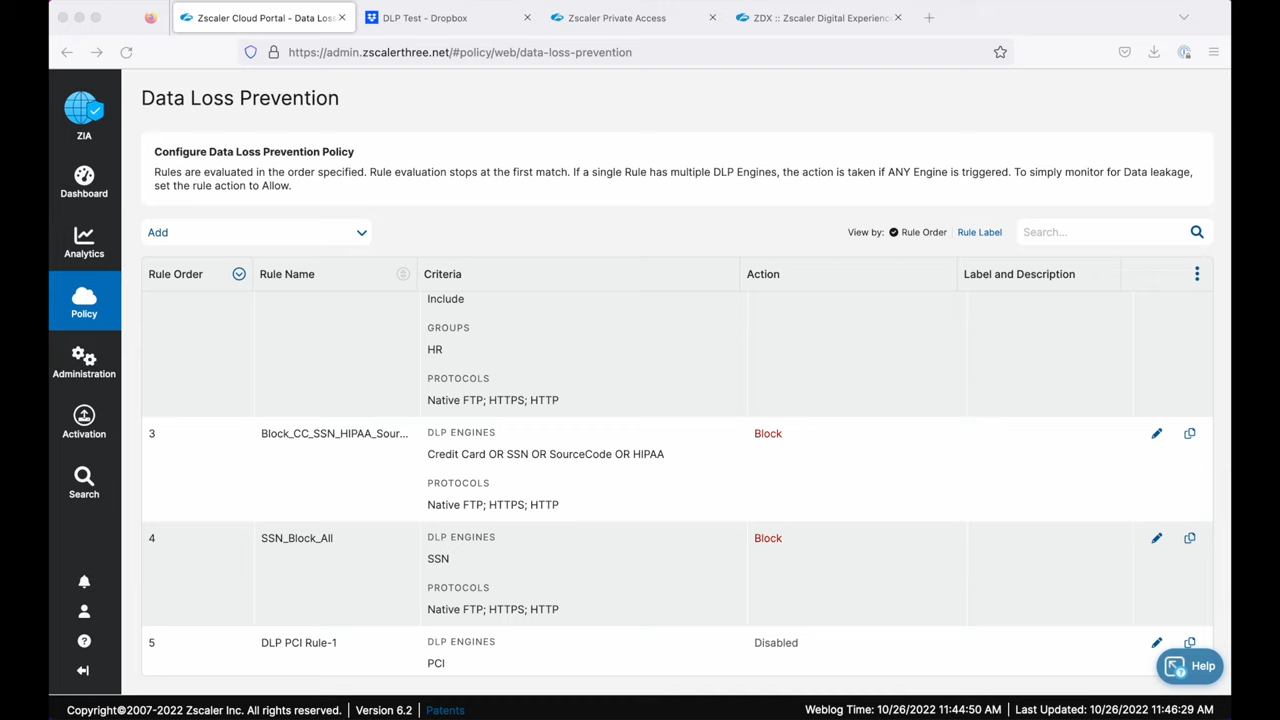 Zscaler Cloud Portal - Data Los
DLP Test - Dropbox
Zscaler Private Access
ZDX :: Zscaler Digital Experienc
https://admin.zscalerthree.net/#policy/web/data-loss-prevention
ZIA
Dashboard
Analytics
Policy
Administration
Activation
Search
Data Loss Prevention
Configure Data Loss Prevention Policy
Rules are evaluated in the order specified. Rule evaluation stops at the first match. If a single Rule has multiple DLP Engines, the action is taken if ANY Engine is triggered. To simply monitor for Data leakage,
set the rule action to Allow.
Add
View by: Rule Order | Rule Label
Search...
Rule Order Rule Name Criteria Action Label and Description
Include
GROUPS
HR
PROTOCOLS
Native FTP; HTTPS; HTTP
3 Block_CC_SSN_HIPAA_Sour... DLP ENGINES Block
Credit Card OR SSN OR SourceCode OR HIPAA
PROTOCOLS
Native FTP; HTTPS; HTTP
4 SSN_Block_All DLP ENGINES Block
SSN
PROTOCOLS
Native FTP; HTTPS; HTTP
5 DLP PCI Rule-1 DLP ENGINES Disabled
PCI
Help
Copyright©2007-2022 Zscaler Inc. All rights reserved. | Version 6.2 | Patents
Weblog Time: 10/26/2022 11:44:50 AM | Last Updated: 10/26/2022 11:46:29 AM